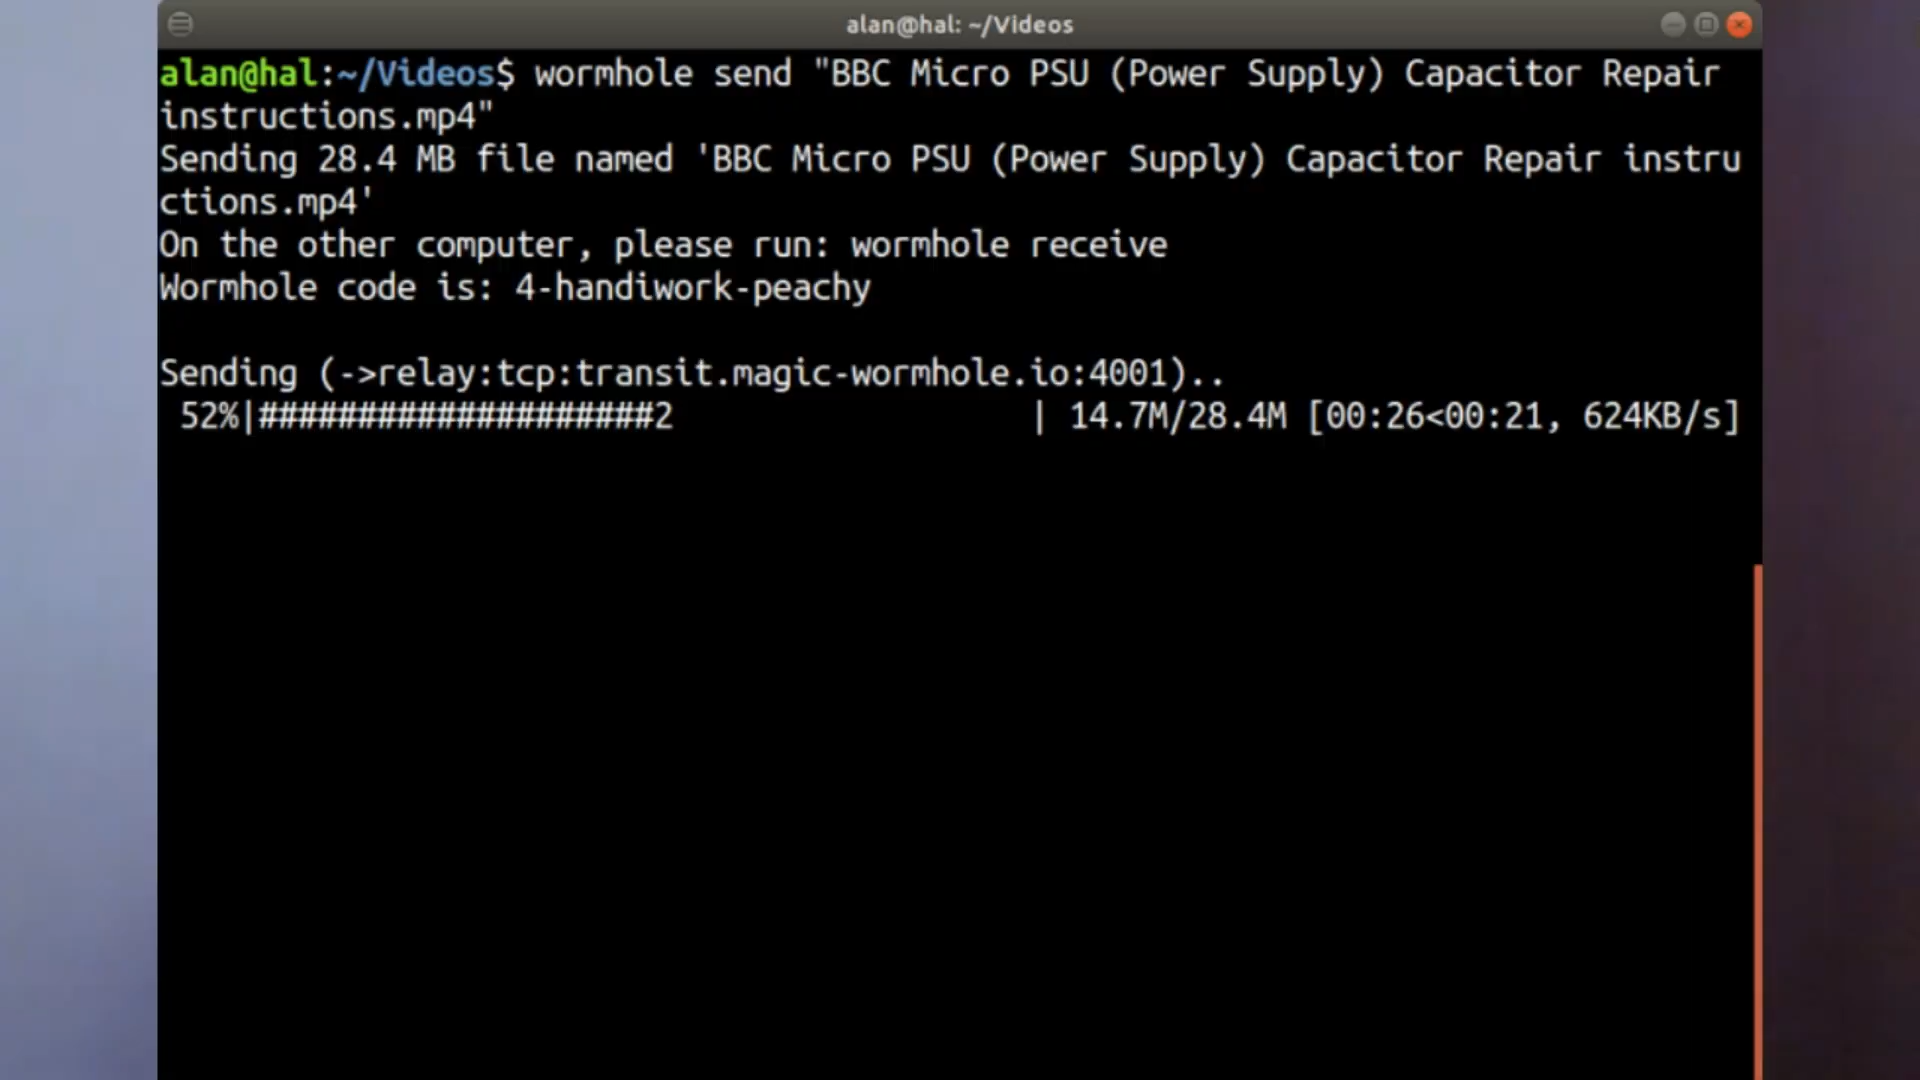 alan@hal: ~/Videos
alan@hal:~/Videos$ wormhole send "BBC Micro PSU (Power Supply) Capacitor Repair
instructions.mp4"
Sending 28.4 MB file named 'BBC Micro PSU (Power Supply) Capacitor Repair instru
ctions.mp4'
On the other computer, please run: wormhole receive
Wormhole code is: 4-handiwork-peachy
Sending (->relay:tcp:transit.magic-wormhole.io:4001)..
52%|####################2                  | 14.7M/28.4M [00:26<00:21, 624KB/s]